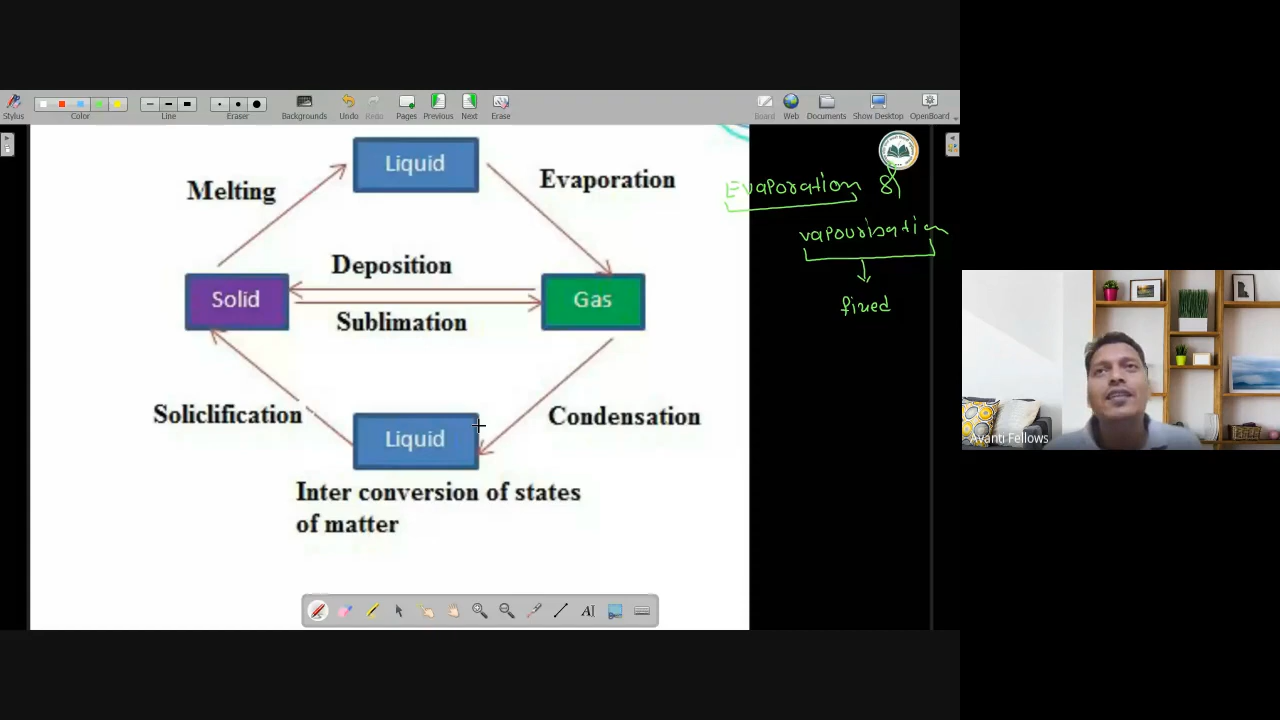 Stylus
Color
Line
Eraser
Backgrounds
Undo
Redo
Pages
Previous
Next
Erase
Board
Web
Documents
Show Desktop
OpenBoard
Liquid
Melting
Evaporation
Evaporation &
vapourisation
Deposition
Solid
Gas
fixed
Sublimation
Soliclification
Condensation
Liquid
Avanti Fellows
Inter conversion of states
of matter
AI